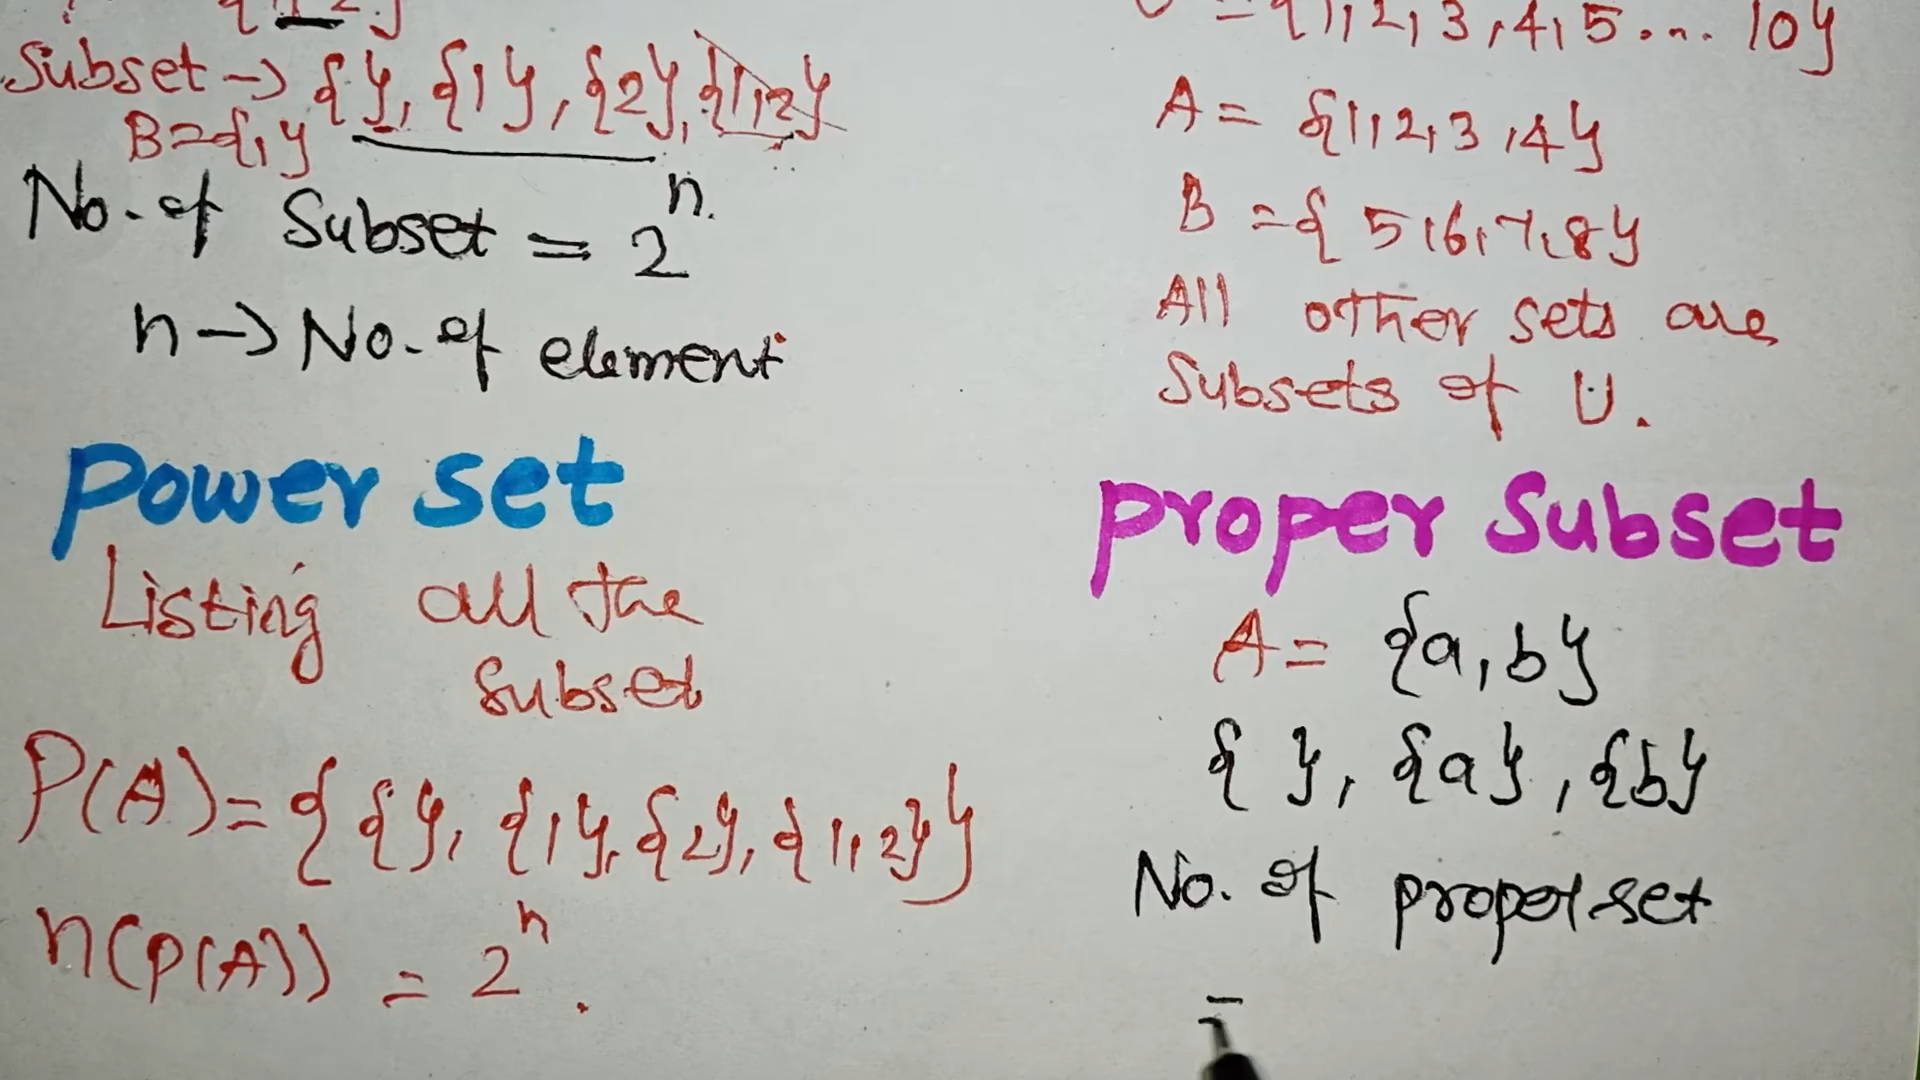 Subset → { }, {1}, {2}, {1,2}
B = {1}
No. of Subset = 2ⁿ.
n → No. of element
Power set
Listing all the
Subset
P(A) = { { }, {1}, {2}, {1,2} }
n(P(A)) = 2ⁿ.
U = {1,2,3,4,5... 10}
A = {1,2,3,4}
B = {5,6,7,8}
All other sets are
Subsets of U.
Proper Subset
A = {a,b}
{ }, {a}, {b}
No. of proper set
=